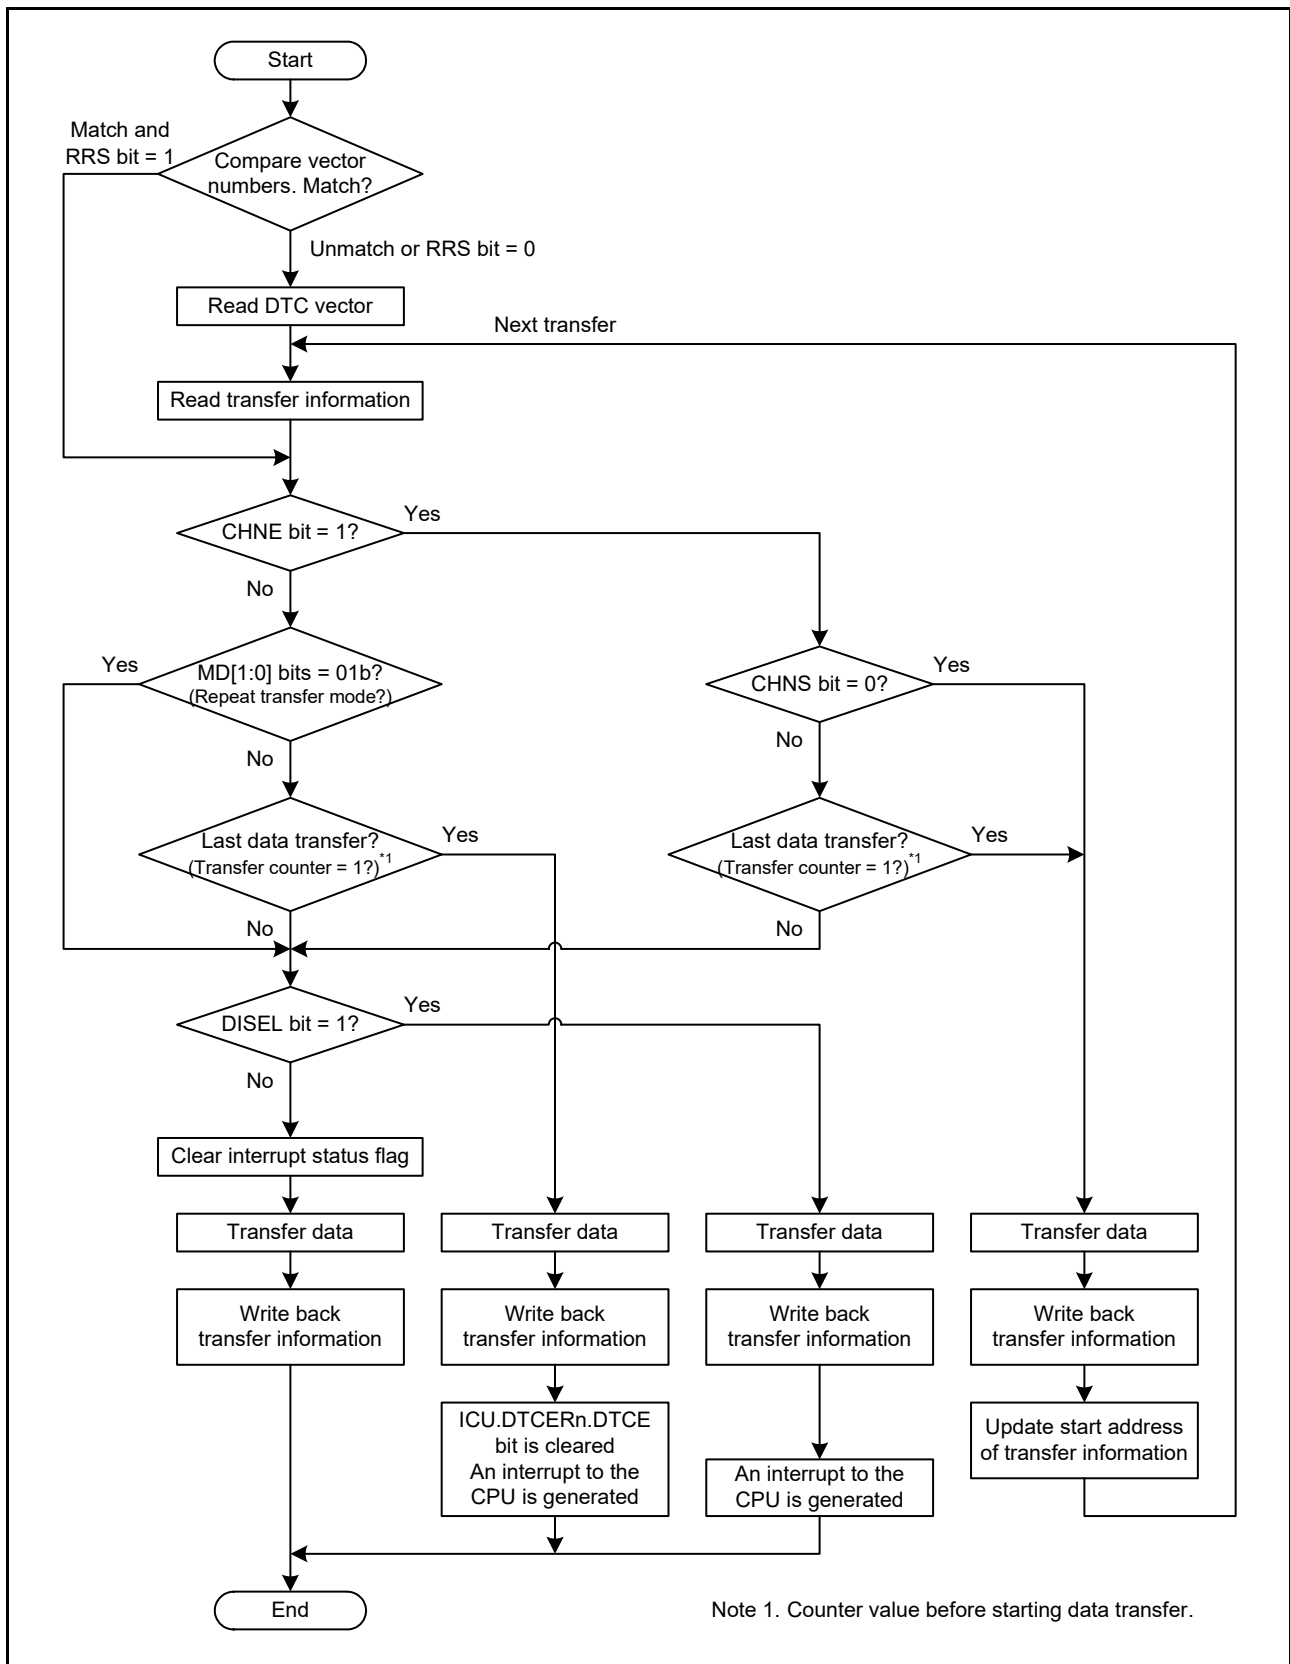 Start
Match and
RRS bit = 1
Compare vector
numbers. Match?
Unmatch or RRS bit = 0
Read DTC vector
Next transfer
Read transfer information
CHNE bit = 1?
Yes
No
MD[1:0] bits = 01b?
(Repeat transfer mode?)
Yes
No
CHNS bit = 0?
Yes
No
Last data transfer?
(Transfer counter = 1?)*1
Yes
No
Last data transfer?
(Transfer counter = 1?)*1
Yes
No
DISEL bit = 1?
Yes
No
Clear interrupt status flag
Transfer data
Transfer data
Transfer data
Transfer data
Write back
transfer information
Write back
transfer information
Write back
transfer information
Write back
transfer information
ICU.DTCERn.DTCE
bit is cleared
An interrupt to the
CPU is generated
An interrupt to the
CPU is generated
Update start address
of transfer information
End
Note 1. Counter value before starting data transfer.